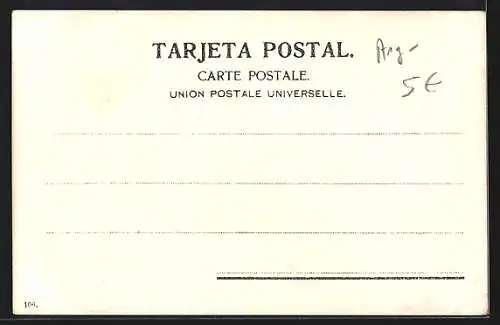 TARJETA POSTAL.
CARTE POSTALE.
UNION POSTALE UNIVERSELLE.
Arg-
5€
104.